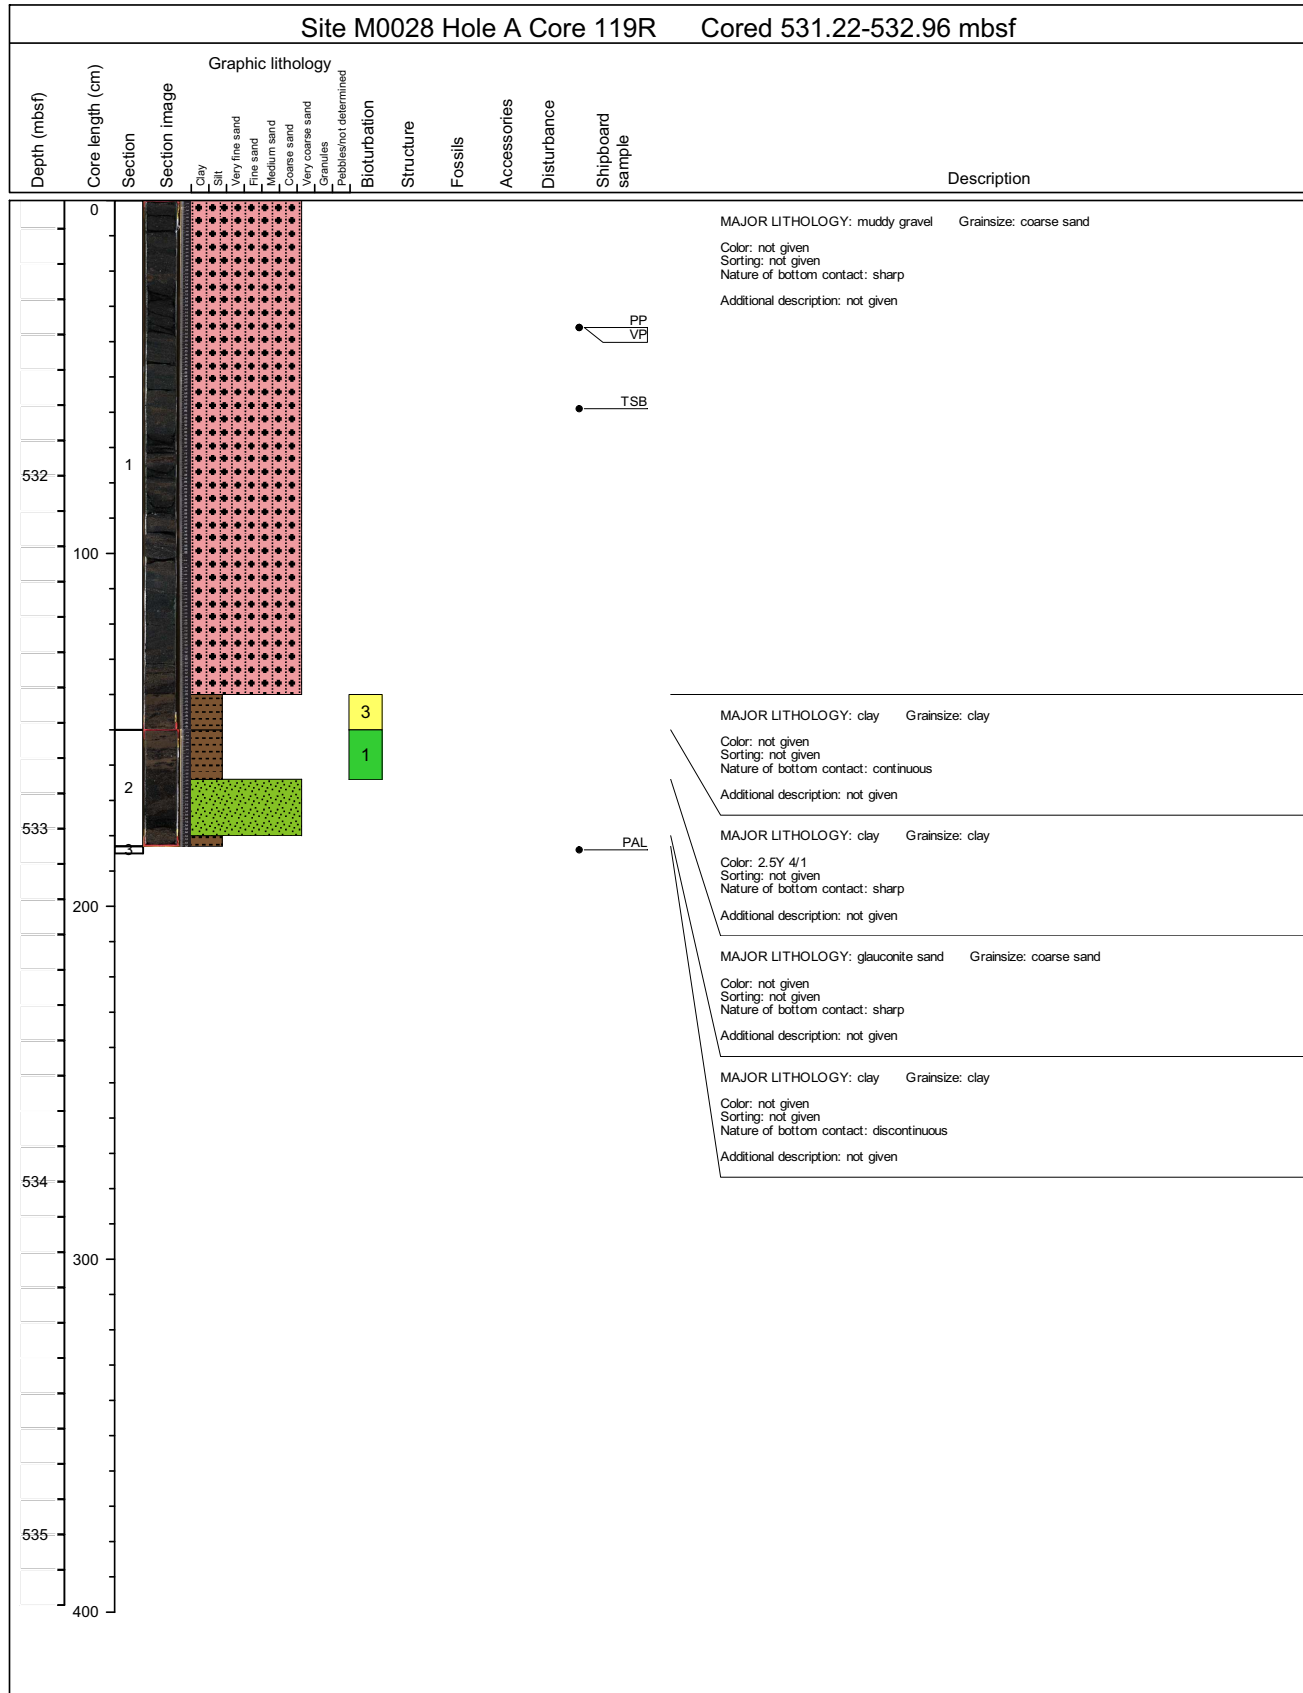 Site M0028 Hole A Core 119R Cored 531.22-532.96 mbsf
Depth (mbsf)
Core length (cm)
Section
Section image
Graphic lithology
Clay
Silt
Very fine sand
Fine sand
Medium sand
Coarse sand
Very coarse sand
Granules
Pebbles/not determined
Bioturbation
Structure
Fossils
Accessories
Disturbance
Shipboard
sample
Description
0
MAJOR LITHOLOGY: muddy gravel Grainsize: coarse sand
Color: not given
Sorting: not given
Nature of bottom contact: sharp
Additional description: not given
PP
VP
TSB
1
532
100
3
MAJOR LITHOLOGY: clay Grainsize: clay
Color: not given
Sorting: not given
Nature of bottom contact: continuous
Additional description: not given
1
2
533
MAJOR LITHOLOGY: clay Grainsize: clay
Color: 2.5Y 4/1
Sorting: not given
Nature of bottom contact: sharp
Additional description: not given
3
PAL
200
MAJOR LITHOLOGY: glauconite sand Grainsize: coarse sand
Color: not given
Sorting: not given
Nature of bottom contact: sharp
Additional description: not given
MAJOR LITHOLOGY: clay Grainsize: clay
Color: not given
Sorting: not given
Nature of bottom contact: discontinuous
Additional description: not given
534
300
535
400